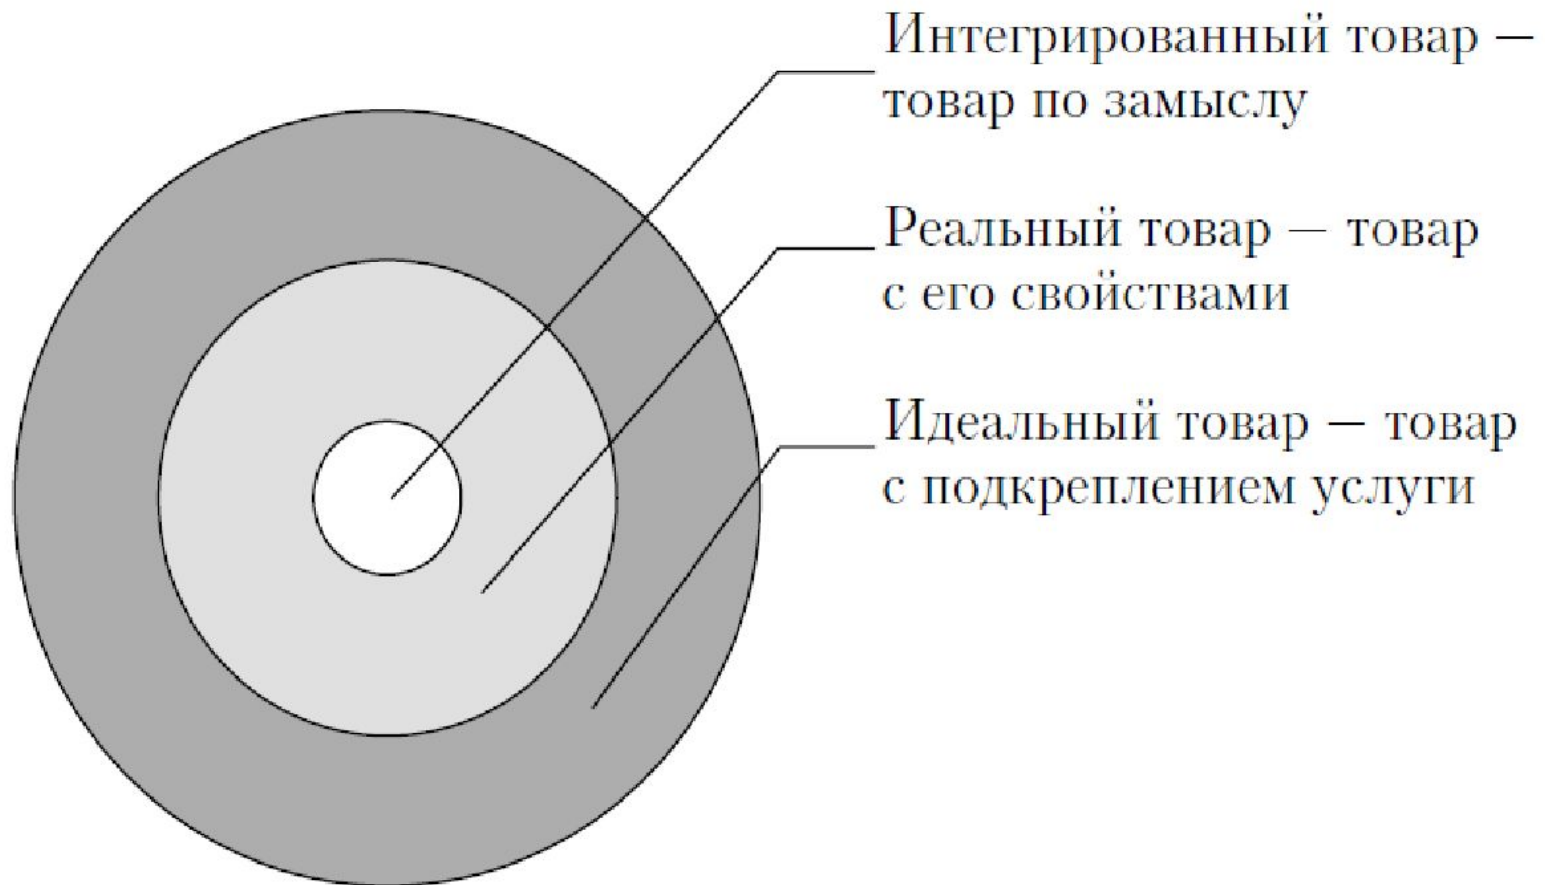 Интегрированный товар —
товар по замыслу
Реальный товар — товар
с его свойствами
Идеальный товар — товар
с подкреплением услуги